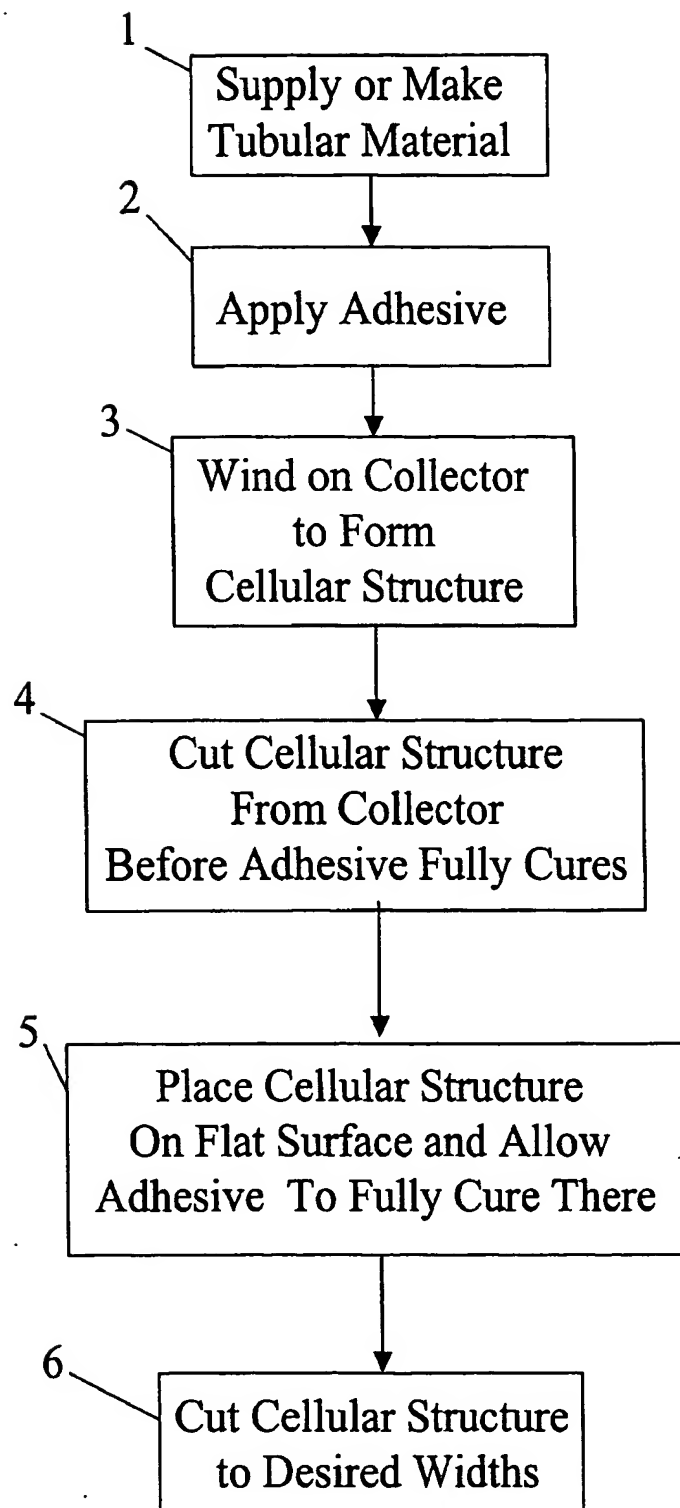 1
Supply or Make
Tubular Material
2
Apply Adhesive
3
Wind on Collector
to Form
Cellular Structure
4
Cut Cellular Structure
From Collector
Before Adhesive Fully Cures
5
Place Cellular Structure
On Flat Surface and Allow
Adhesive To Fully Cure There
6
Cut Cellular Structure
to Desired Widths